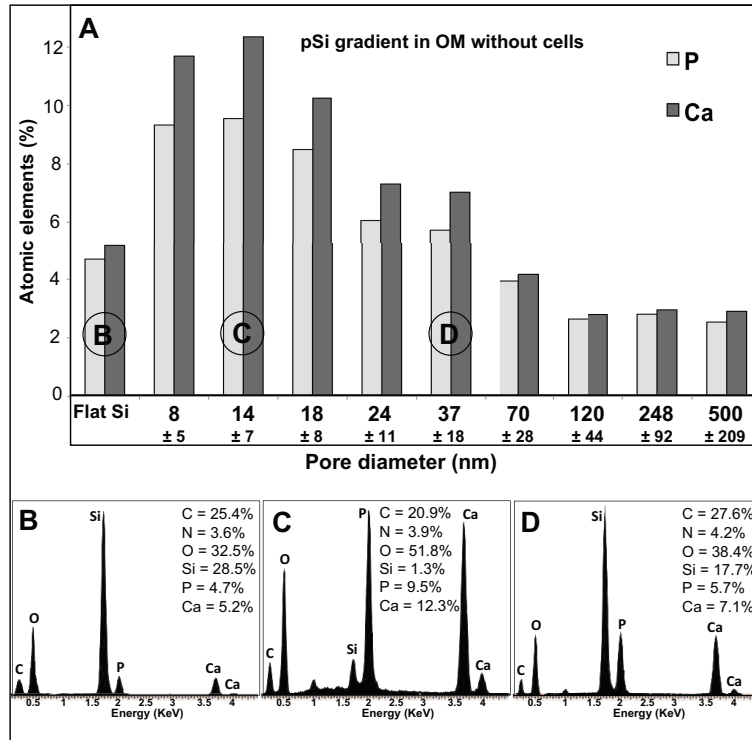 A
pSi gradient in OM without cells
P
Ca
Atomic elements (%)
12
10
8
6
4
2
0
B
C
D
Flat Si 8 14 18 24 37 70 120 248 500
± 5 ± 7 ± 8 ± 11 ± 18 ± 28 ± 44 ± 92 ± 209
Pore diameter (nm)
B
Si
O
C
P
Ca
Ca
C = 25.4%
N = 3.6%
O = 32.5%
Si = 28.5%
P = 4.7%
Ca = 5.2%
0.5 1 1.5 2 2.5 3 3.5 4
Energy (KeV)
C
P
Ca
O
Si
C
Ca
C = 20.9%
N = 3.9%
O = 51.8%
Si = 1.3%
P = 9.5%
Ca = 12.3%
0.5 1 1.5 2 2.5 3 3.5 4
Energy (KeV)
D
Si
O
P
Ca
C
Ca
C = 27.6%
N = 4.2%
O = 38.4%
Si = 17.7%
P = 5.7%
Ca = 7.1%
0.5 1 1.5 2 2.5 3 3.5 4
Energy (KeV)